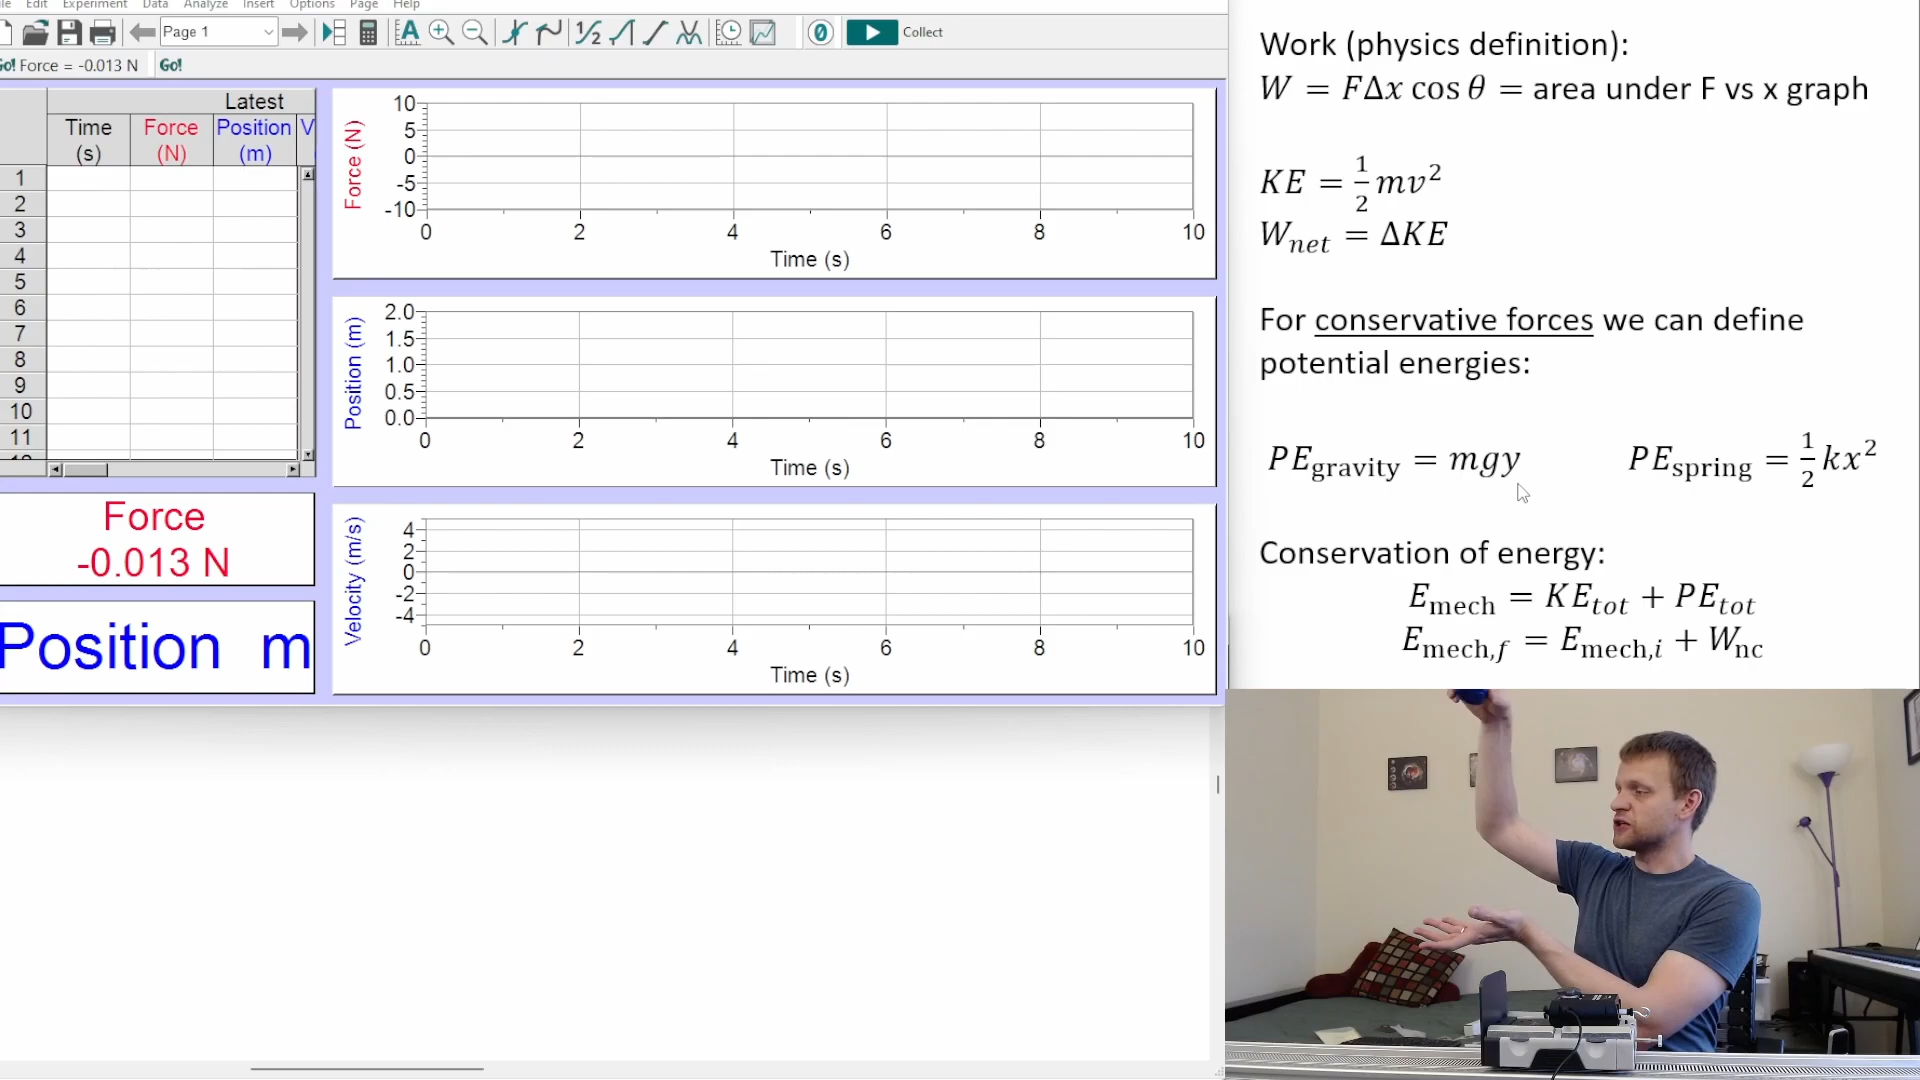 Edit Experiment Data Analyze Insert Options Page Help
Page 1
Collect
Go! Force = -0.013 N Go!
Latest
Time (s) Force (N) Position (m) V
1
2
3
4
5
6
7
8
9
10
11
Force
-0.013 N
Position m
Force (N)
10
5
0
-5
-10
0 2 4 6 8 10
Time (s)
Position (m)
2.0
1.5
1.0
0.5
0.0
0 2 4 6 8 10
Time (s)
Velocity (m/s)
4
2
0
-2
-4
0 2 4 6 8 10
Time (s)
Work (physics definition):
W = FΔx cos θ = area under F vs x graph
KE = 1/2 mv²
W_net = ΔKE
For conservative forces we can define
potential energies:
PE_gravity = mgy PE_spring = 1/2 kx²
Conservation of energy:
E_mech = KE_tot + PE_tot
E_mech,f = E_mech,i + W_nc